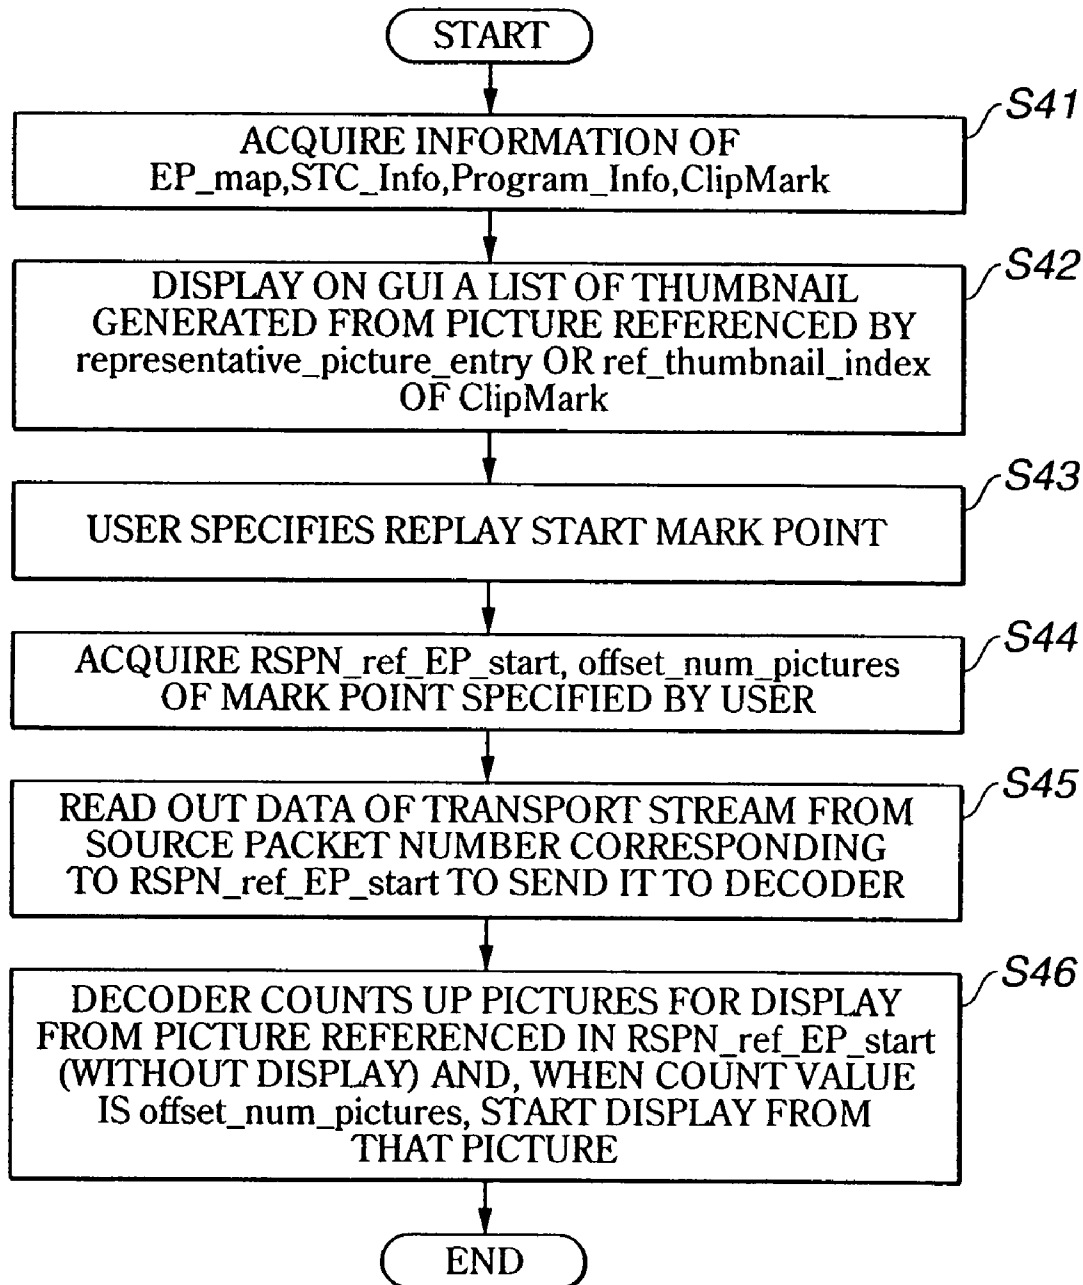 START
S41
ACQUIRE INFORMATION OF
EP_map,STC_Info,Program_Info,ClipMark
S42
DISPLAY ON GUI A LIST OF THUMBNAIL
GENERATED FROM PICTURE REFERENCED BY
representative_picture_entry OR ref_thumbnail_index
OF ClipMark
S43
USER SPECIFIES REPLAY START MARK POINT
S44
ACQUIRE RSPN_ref_EP_start, offset_num_pictures
OF MARK POINT SPECIFIED BY USER
S45
READ OUT DATA OF TRANSPORT STREAM FROM
SOURCE PACKET NUMBER CORRESPONDING
TO RSPN_ref_EP_start TO SEND IT TO DECODER
S46
DECODER COUNTS UP PICTURES FOR DISPLAY
FROM PICTURE REFERENCED IN RSPN_ref_EP_start
(WITHOUT DISPLAY) AND, WHEN COUNT VALUE
IS offset_num_pictures, START DISPLAY FROM
THAT PICTURE
END